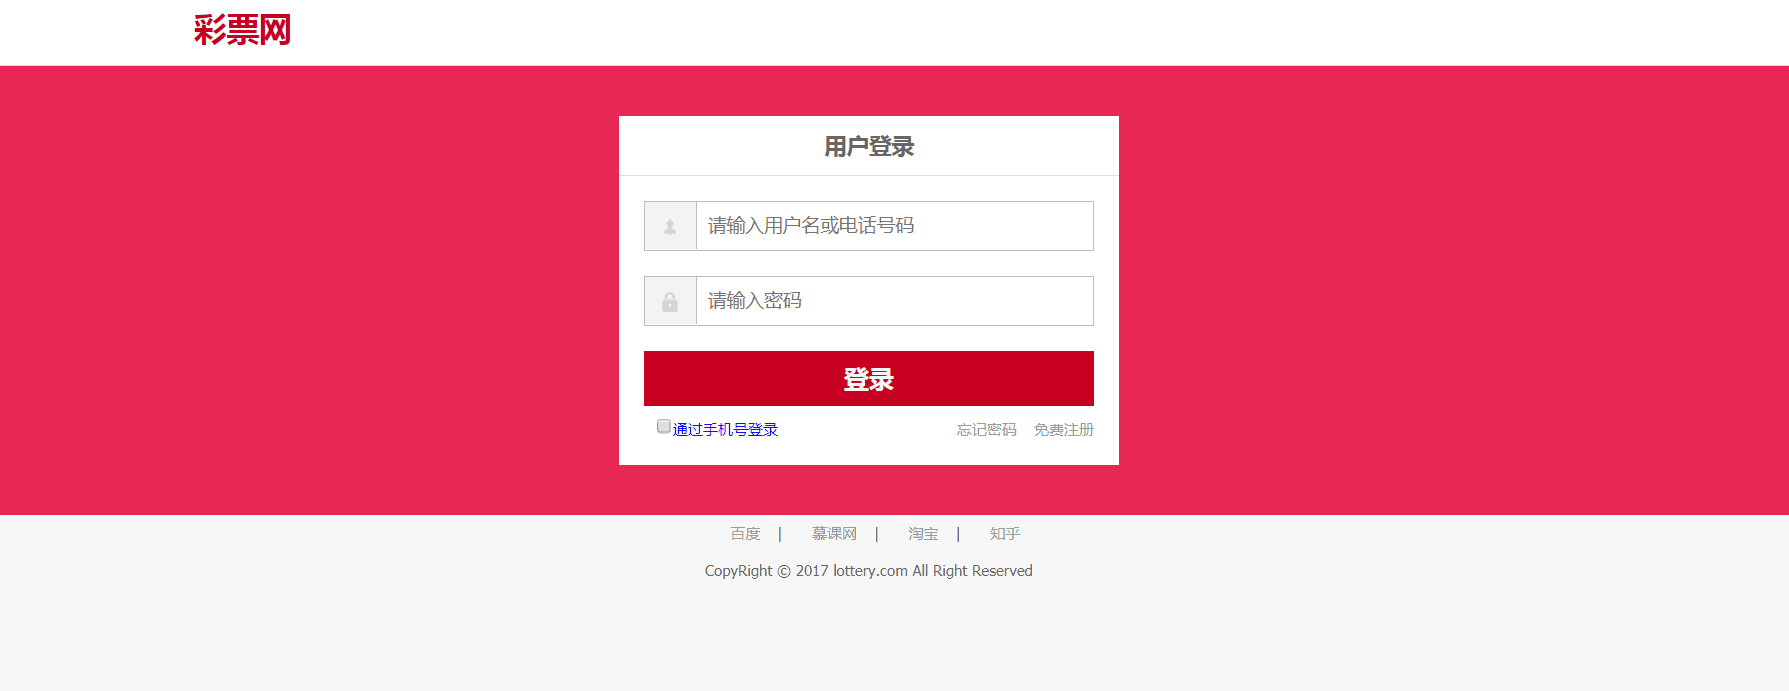 彩票网
用户登录
请输入用户名或电话号码
请输入密码
登录
通过手机号登录 忘记密码 免费注册
百度 | 慕课网 | 淘宝 | 知乎
CopyRight © 2017 lottery.com All Right Reserved